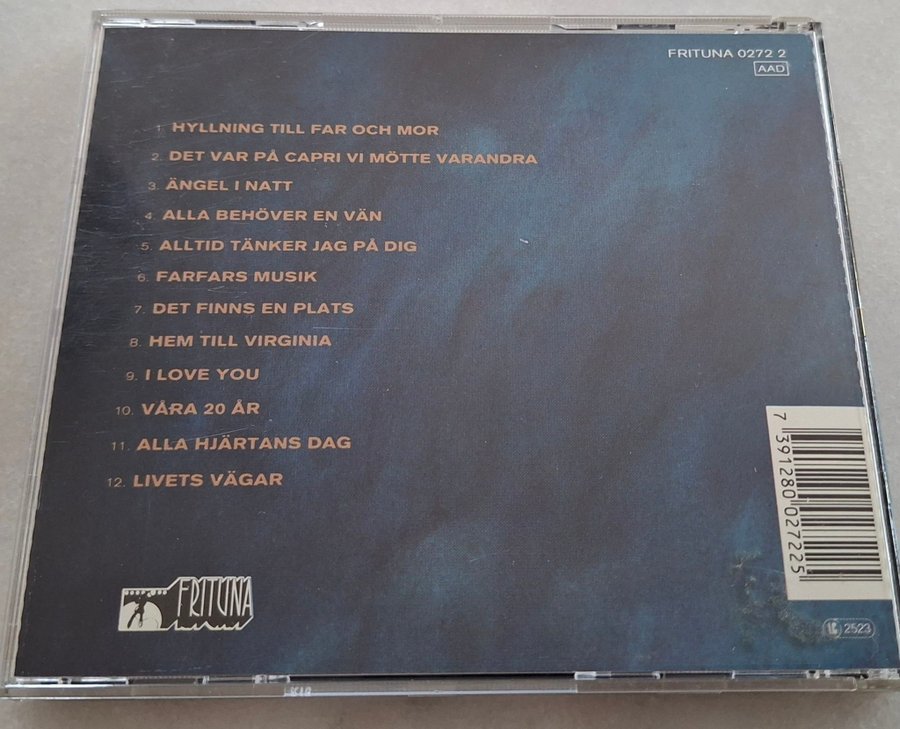 FRITUNA 0272 2
AAD
1. HYLLNING TILL FAR OCH MOR
2. DET VAR PÅ CAPRI VI MÖTTE VARANDRA
3. ÄNGEL I NATT
4. ALLA BEHÖVER EN VÄN
5. ALLTID TÄNKER JAG PÅ DIG
6. FARFARS MUSIK
7. DET FINNS EN PLATS
8. HEM TILL VIRGINIA
9. I LOVE YOU
10. VÅRA 20 ÅR
11. ALLA HJÄRTANS DAG
12. LIVETS VÄGAR
7 391280 027225
FRITUNA
2523